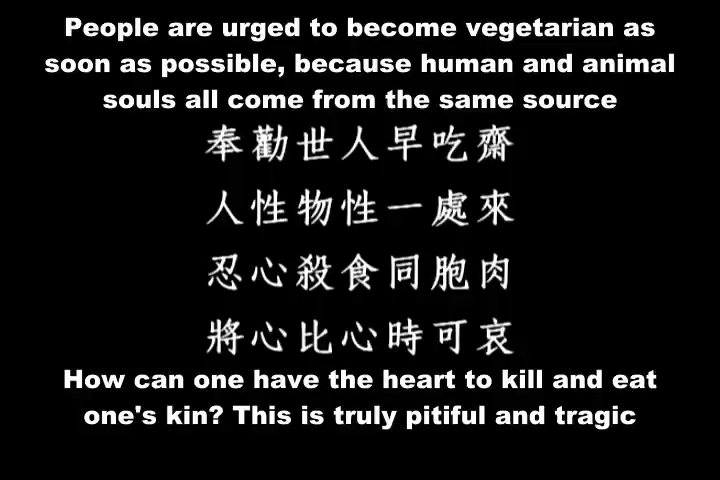 People are urged to become vegetarian as
soon as possible, because human and animal
souls all come from the same source
奉勸世人早吃齋
人性物性一處來
忍心殺食同胞肉
將心比心時可哀
How can one have the heart to kill and eat
one's kin? This is truly pitiful and tragic